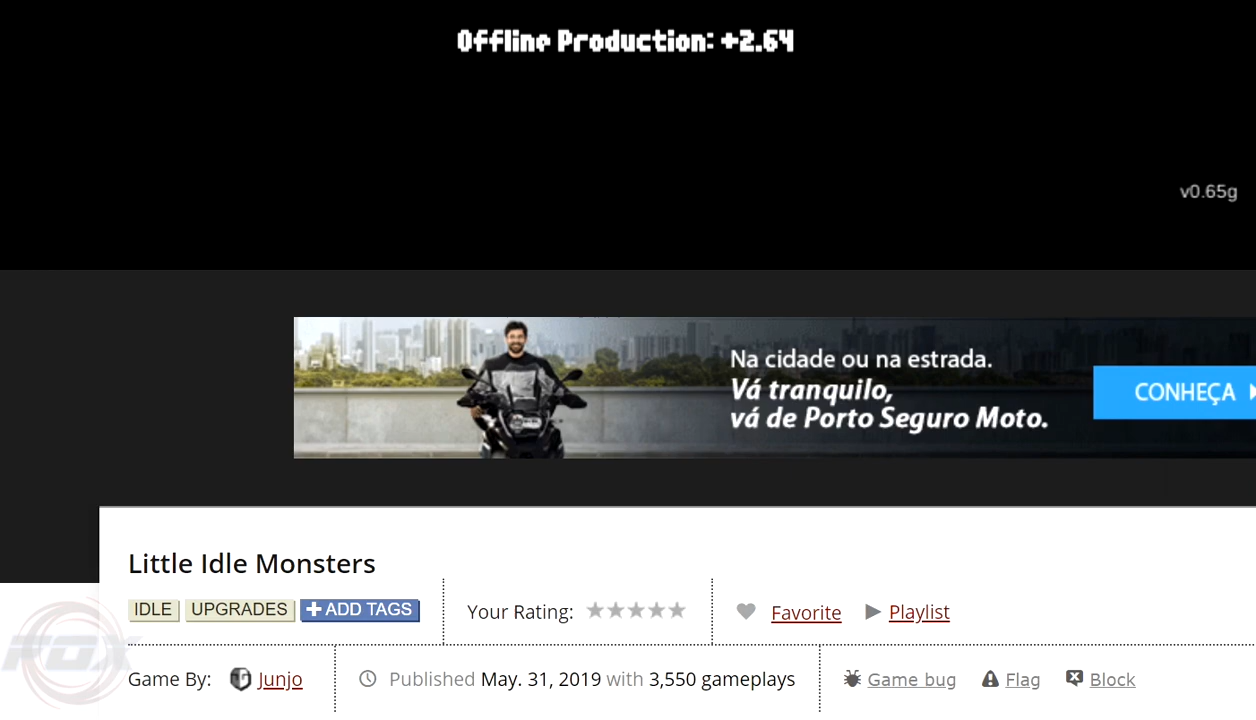 Offline Production: +2.64
v0.65g
Na cidade ou na estrada.
Vá tranquilo,
vá de Porto Seguro Moto.
CONHEÇA
Little Idle Monsters
IDLE UPGRADES ADD TAGS Your Rating: Favorite Playlist
FOX
Game By: Junjo Published May. 31, 2019 with 3,550 gameplays Game bug Flag Block